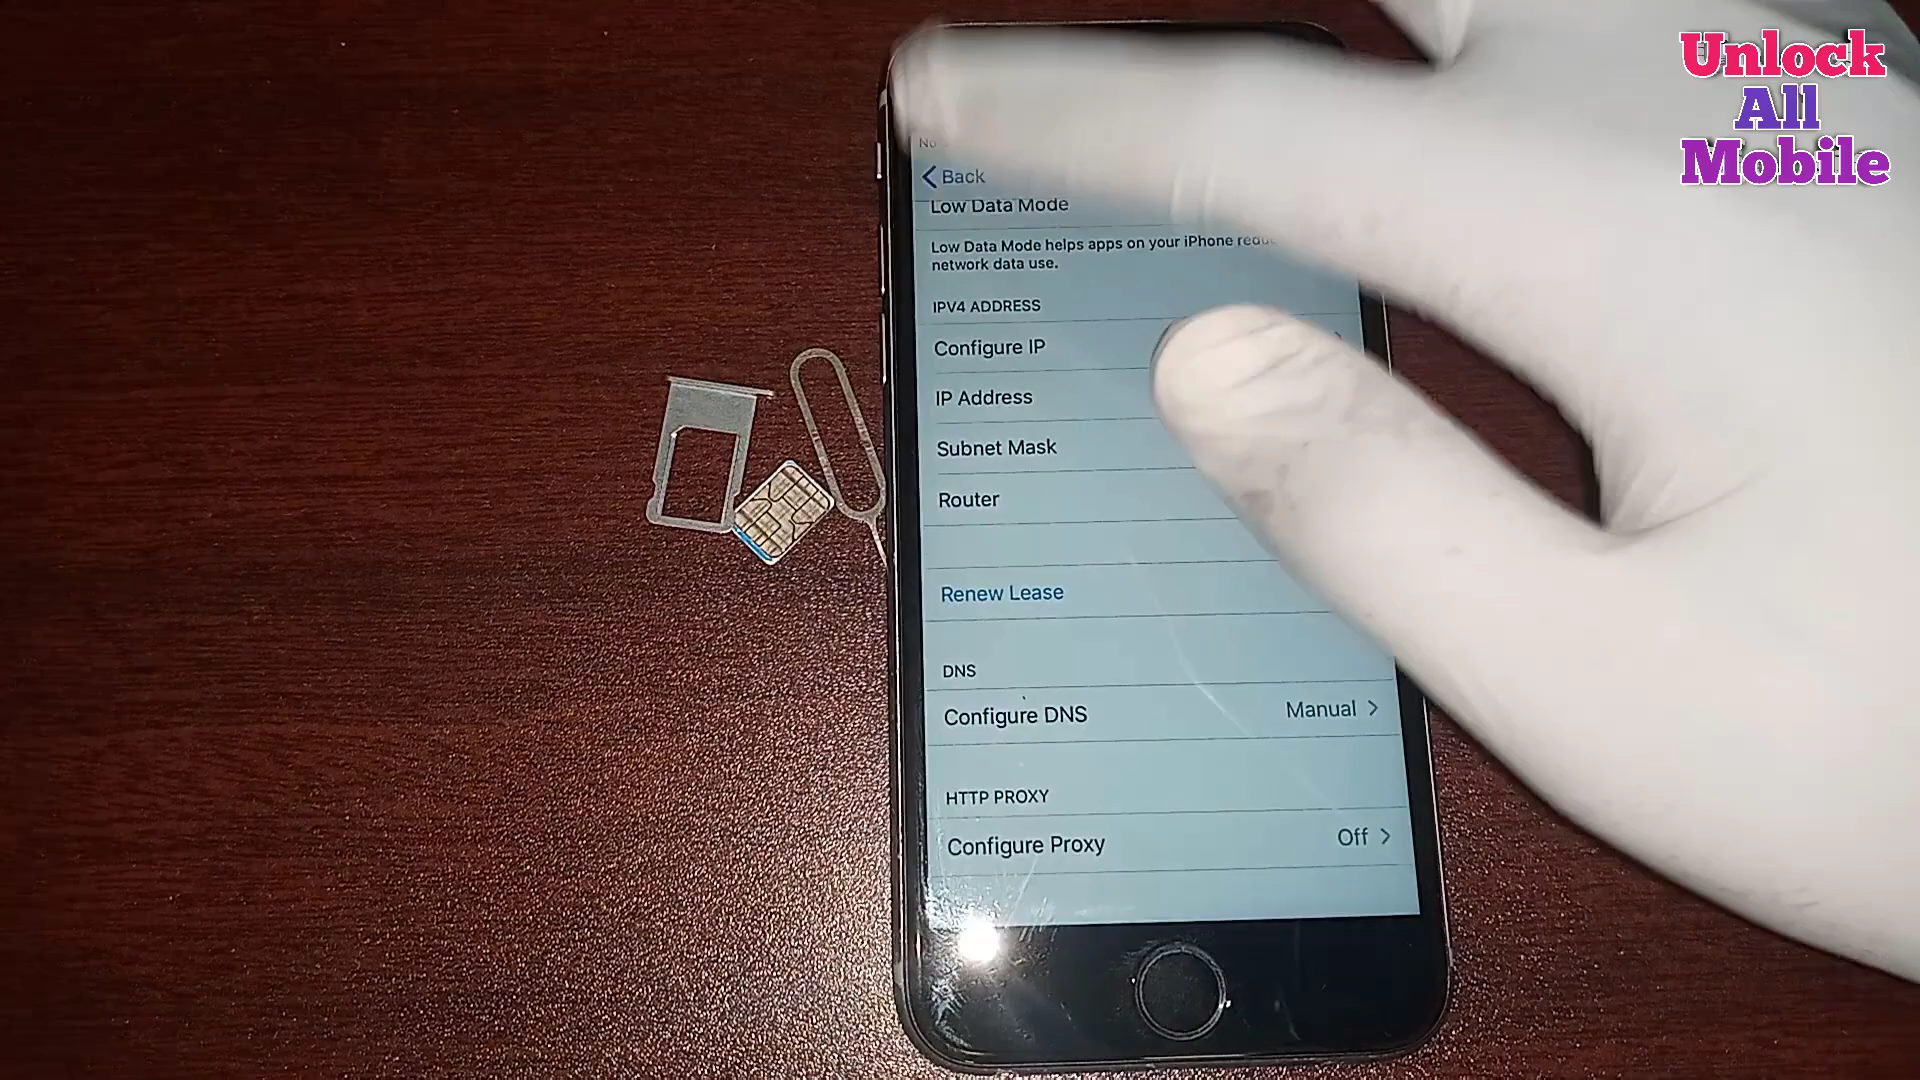 Unlock
All
Mobile
No
Back
Low Data Mode
Low Data Mode helps apps on your iPhone
network data use.
IPV4 ADDRESS
Configure IP
IP Address
Subnet Mask
Router
Renew Lease
DNS
Configure DNS Manual
HTTP PROXY
Configure Proxy Off